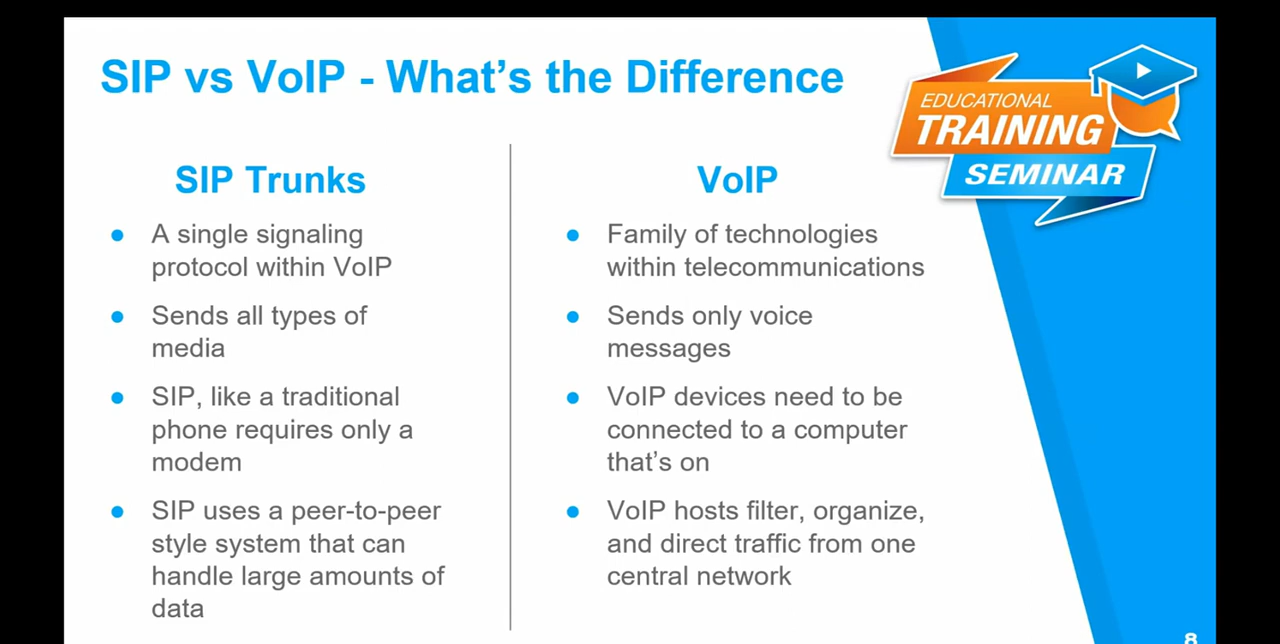 SIP vs VoIP - What's the Difference
EDUCATIONAL
TRAINING
SEMINAR
SIP Trunks
A single signaling
protocol within VoIP
Sends all types of
media
SIP, like a traditional
phone requires only a
modem
SIP uses a peer-to-peer
style system that can
handle large amounts of
data
VoIP
Family of technologies
within telecommunications
Sends only voice
messages
VoIP devices need to be
connected to a computer
that's on
VoIP hosts filter, organize,
and direct traffic from one
central network
8